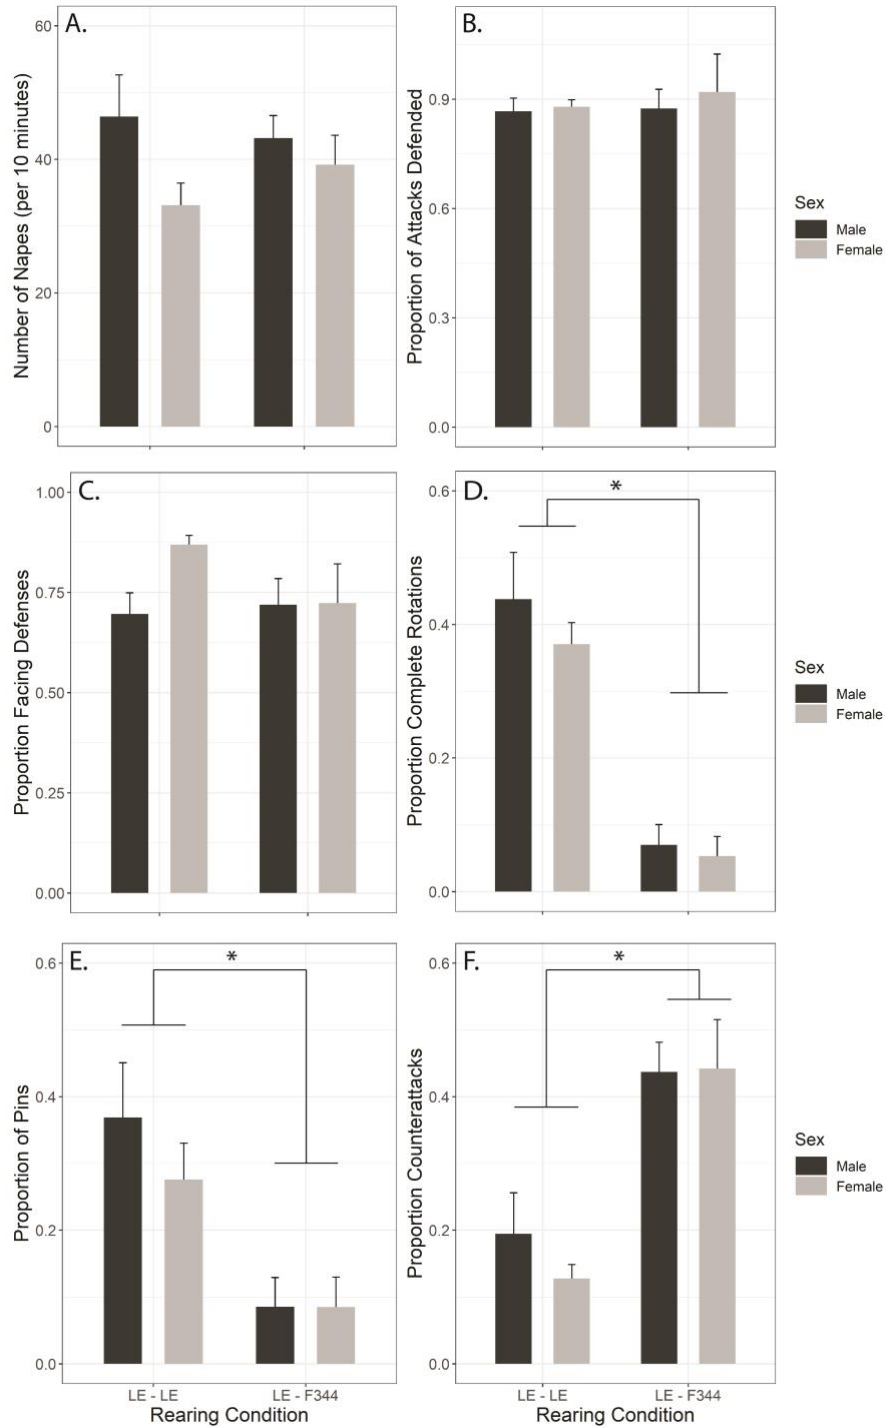 A.
Number of Napes (per 10 minutes)
60
40
20
0
B.
Proportion of Attacks Defended
0.9
0.6
0.3
0.0
Sex
Male
Female
C.
Proportion Facing Defenses
1.00
0.75
0.50
0.25
0.00
D.
*
Proportion Complete Rotations
0.6
0.4
0.2
0.0
Sex
Male
Female
E.
*
Proportion of Pins
0.6
0.4
0.2
0.0
LE - LE
LE - F344
Rearing Condition
F.
*
Proportion Counterattacks
0.6
0.4
0.2
0.0
LE - LE
LE - F344
Rearing Condition
Sex
Male
Female